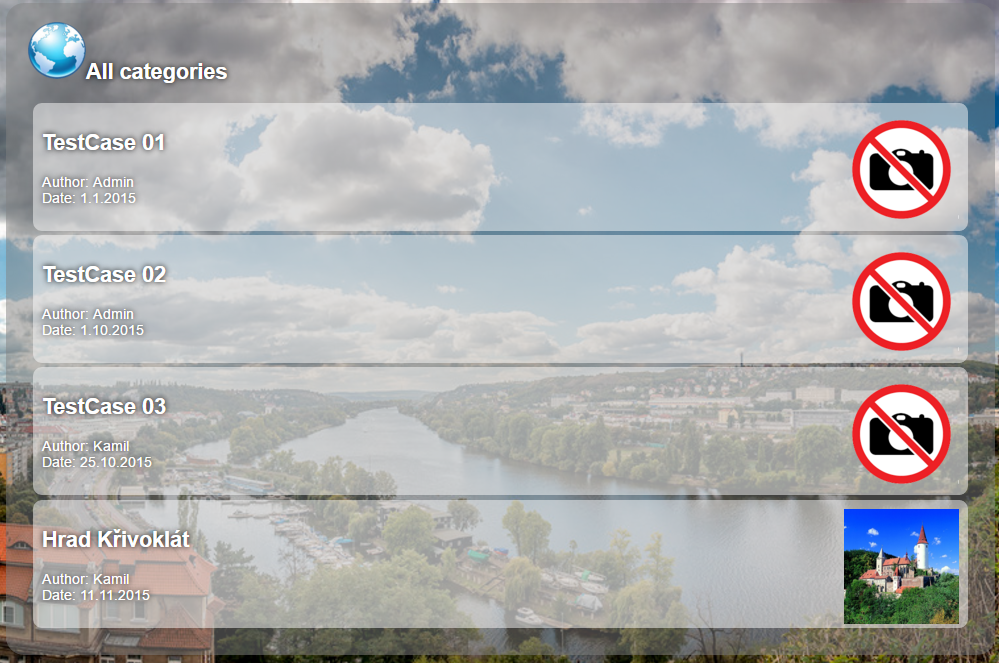 All categories
TestCase 01
Author: Admin
Date: 1.1.2015
TestCase 02
Author: Admin
Date: 1.10.2015
TestCase 03
Author: Kamil
Date: 25.10.2015
Hrad Křivoklát
Author: Kamil
Date: 11.11.2015